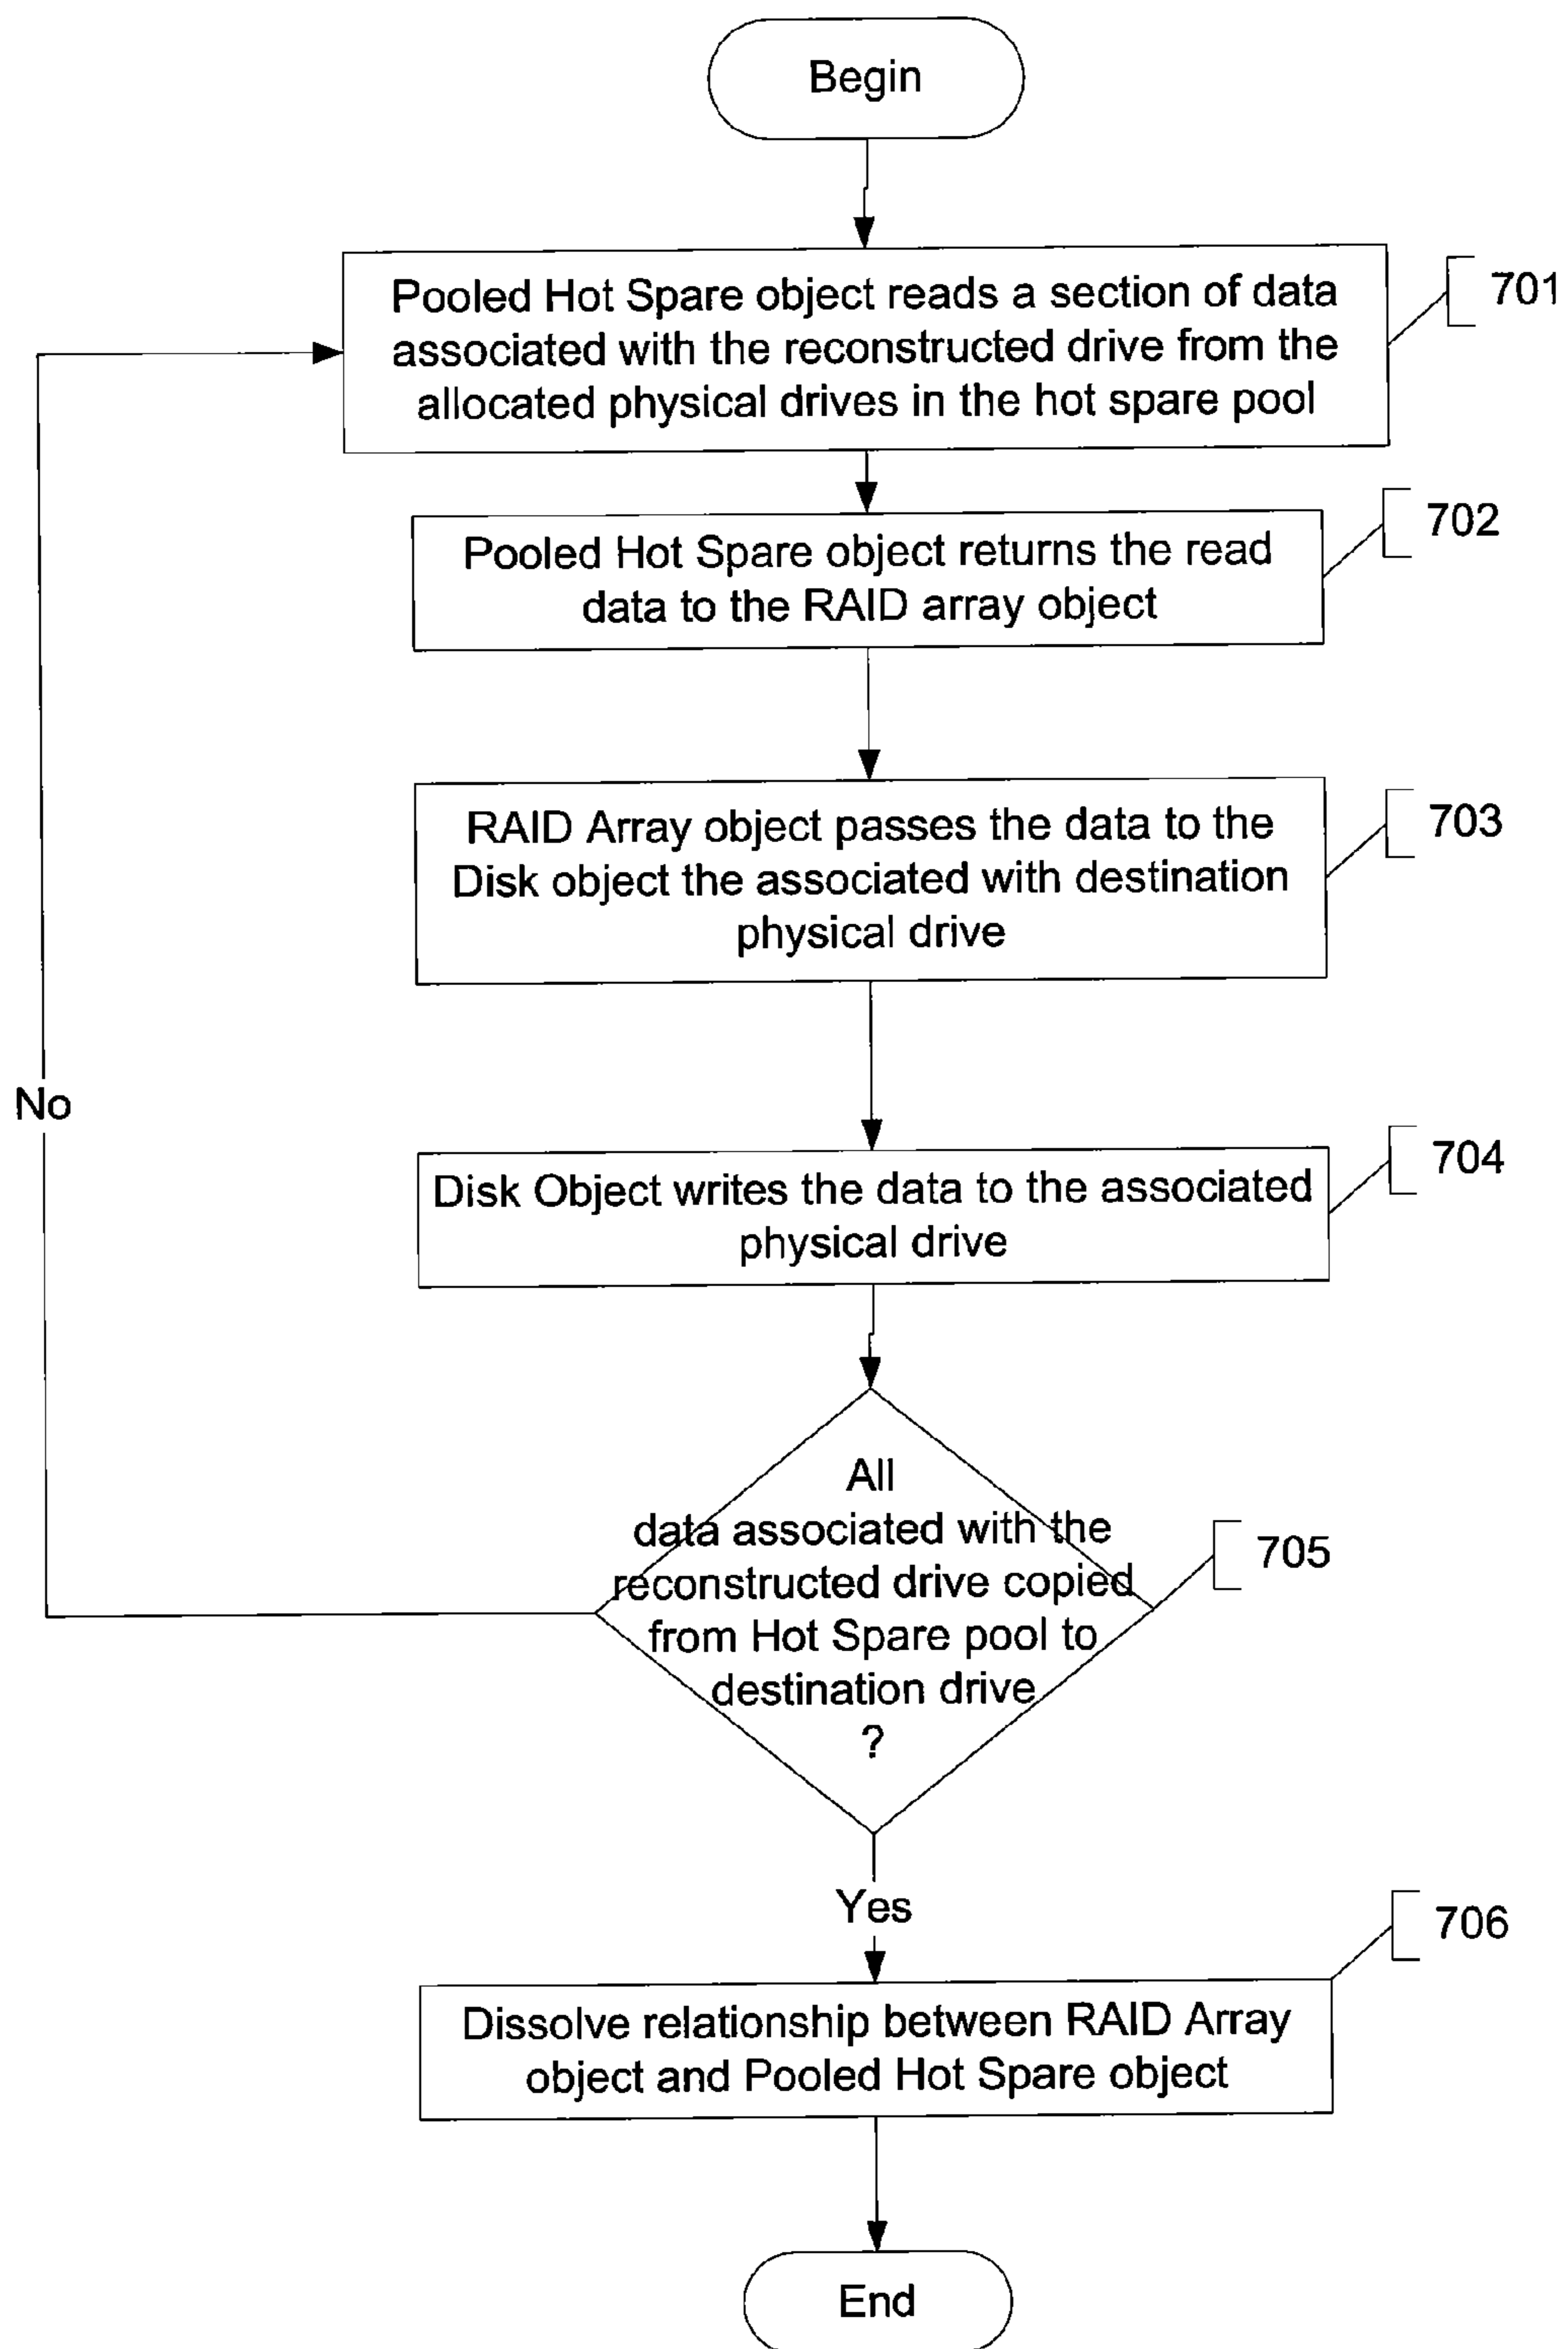 Begin
Pooled Hot Spare object reads a section of data
associated with the reconstructed drive from the
allocated physical drives in the hot spare pool
701
Pooled Hot Spare object returns the read
data to the RAID array object
702
RAID Array object passes the data to the
Disk object the associated with destination
physical drive
703
No
Disk Object writes the data to the associated
physical drive
704
All
data associated with the
reconstructed drive copied
from Hot Spare pool to
destination drive
?
705
Yes
706
Dissolve relationship between RAID Array
object and Pooled Hot Spare object
End